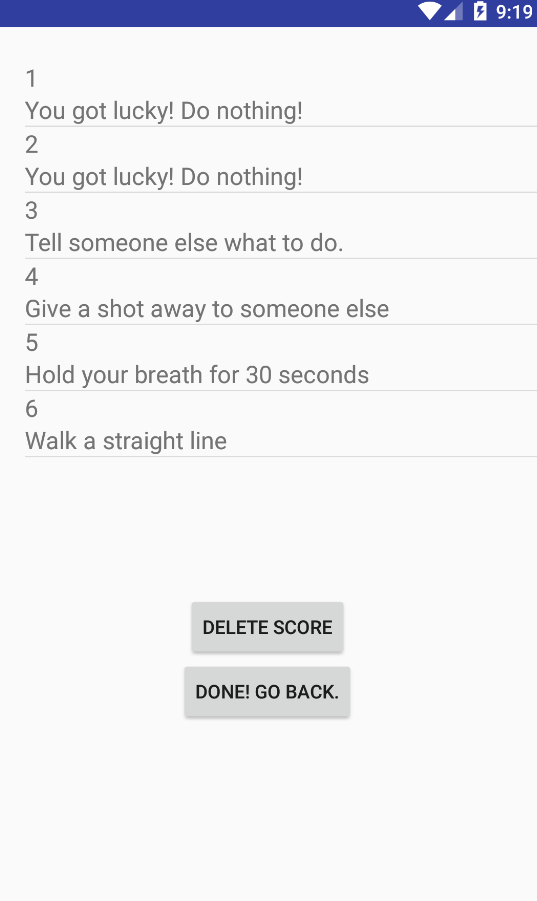 9:19
1
You got lucky! Do nothing!
2
You got lucky! Do nothing!
3
Tell someone else what to do.
4
Give a shot away to someone else
5
Hold your breath for 30 seconds
6
Walk a straight line
DELETE SCORE
DONE! GO BACK.